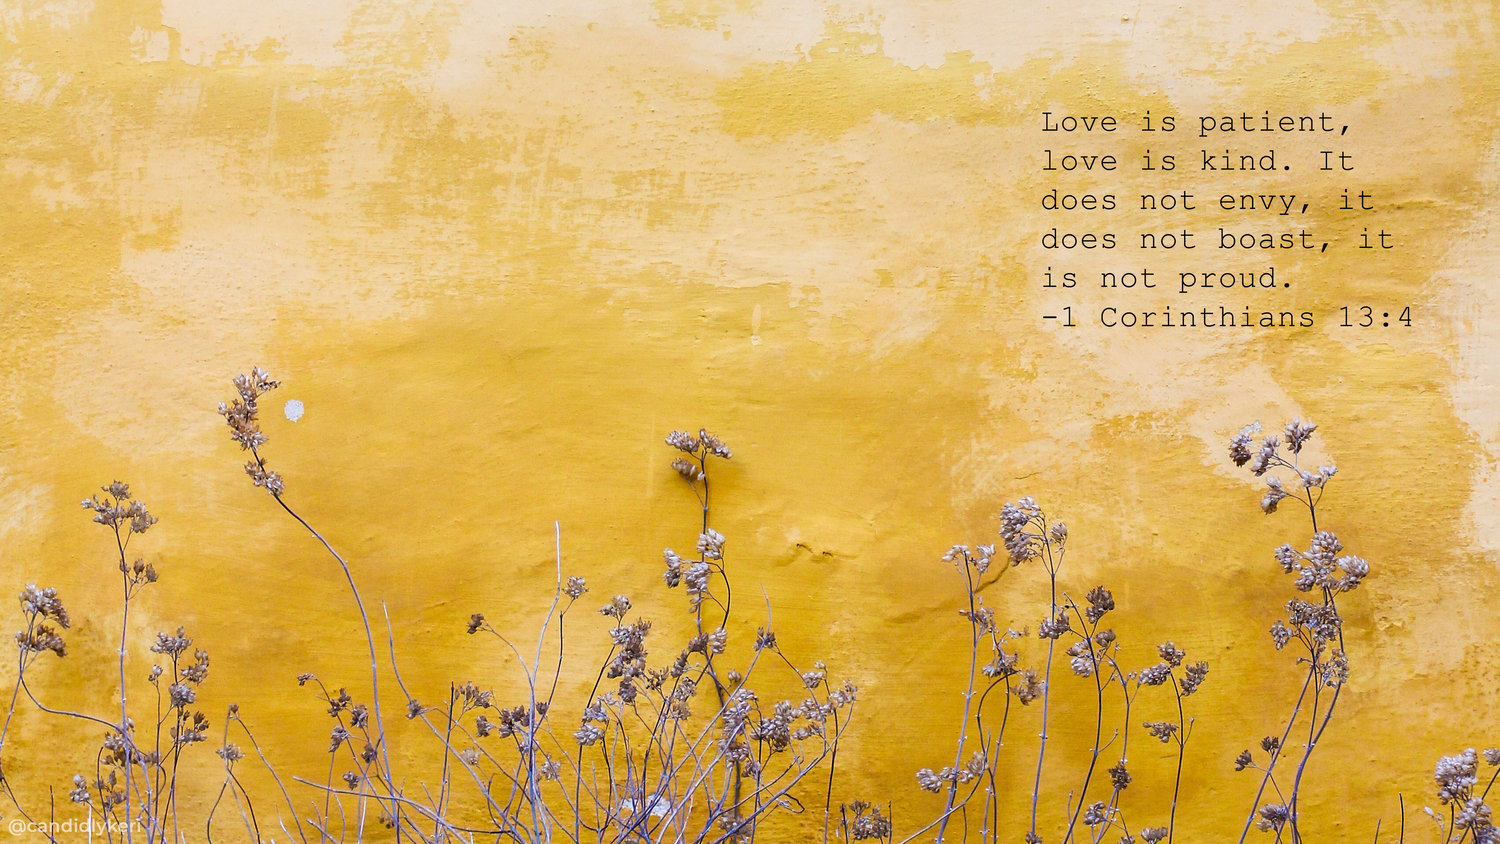 Love is patient,
love is kind. It
does not envy, it
does not boast, it
is not proud.
-1 Corinthians 13:4
@candidlykeri